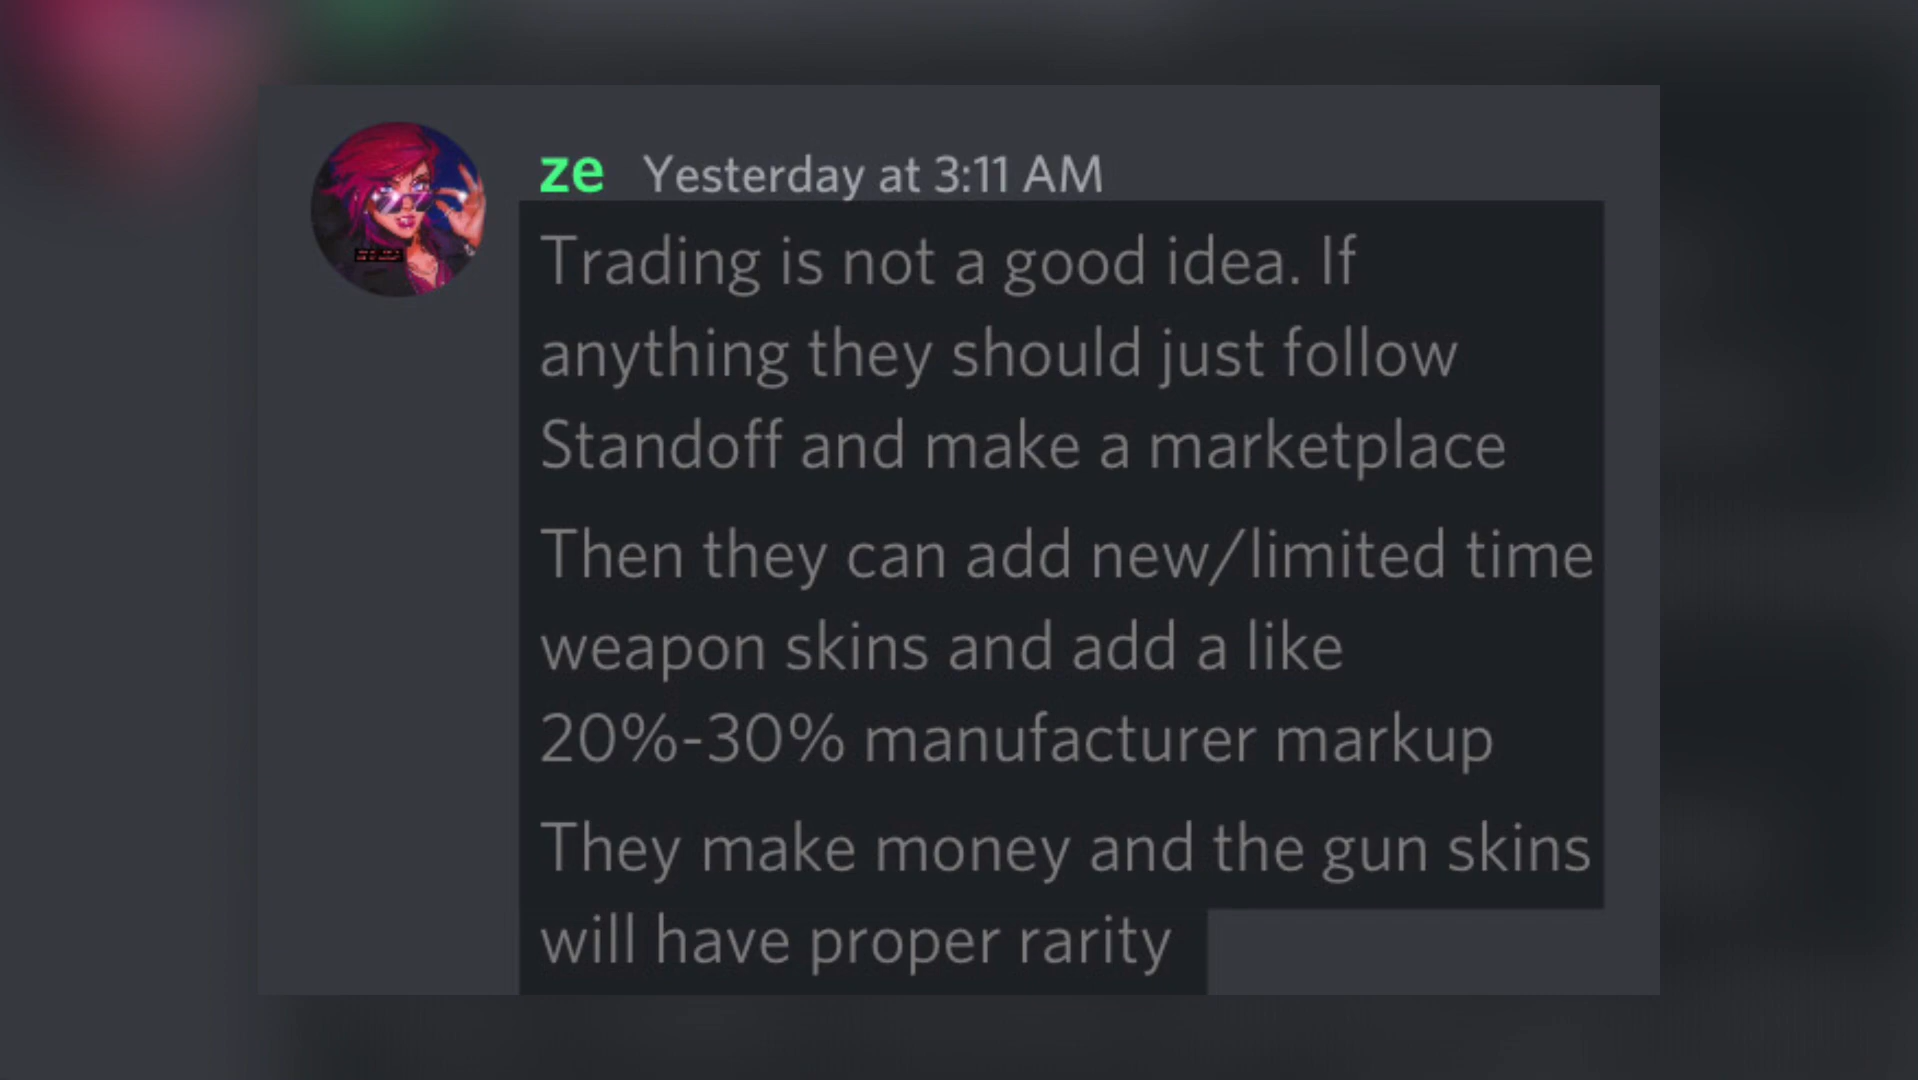 ze Yesterday at 3:11 AM
Trading is not a good idea. If
anything they should just follow
Standoff and make a marketplace
Then they can add new/limited time
weapon skins and add a like
20%-30% manufacturer markup
They make money and the gun skins
will have proper rarity